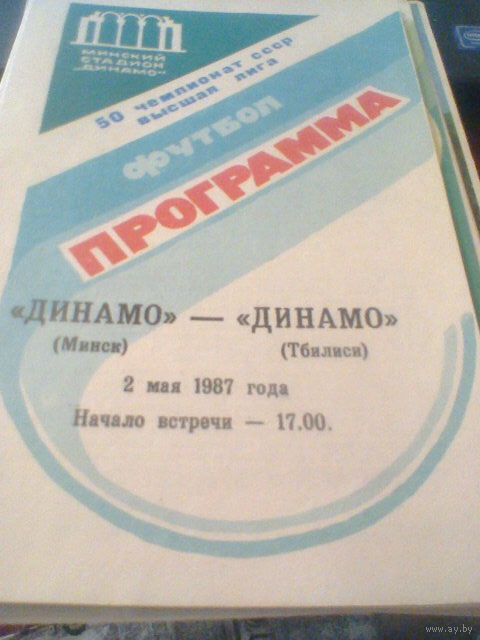 МИНСКИЙ
СТАДИОН
„ДИНАМО"
50 чемпионат ссср
высшая лига
футбол
ПРОГРАММА
«ДИНАМО» — «ДИНАМО»
(Минск) (Тбилиси)
2 мая 1987 года
Начало встречи — 17.00.
www.ay.by